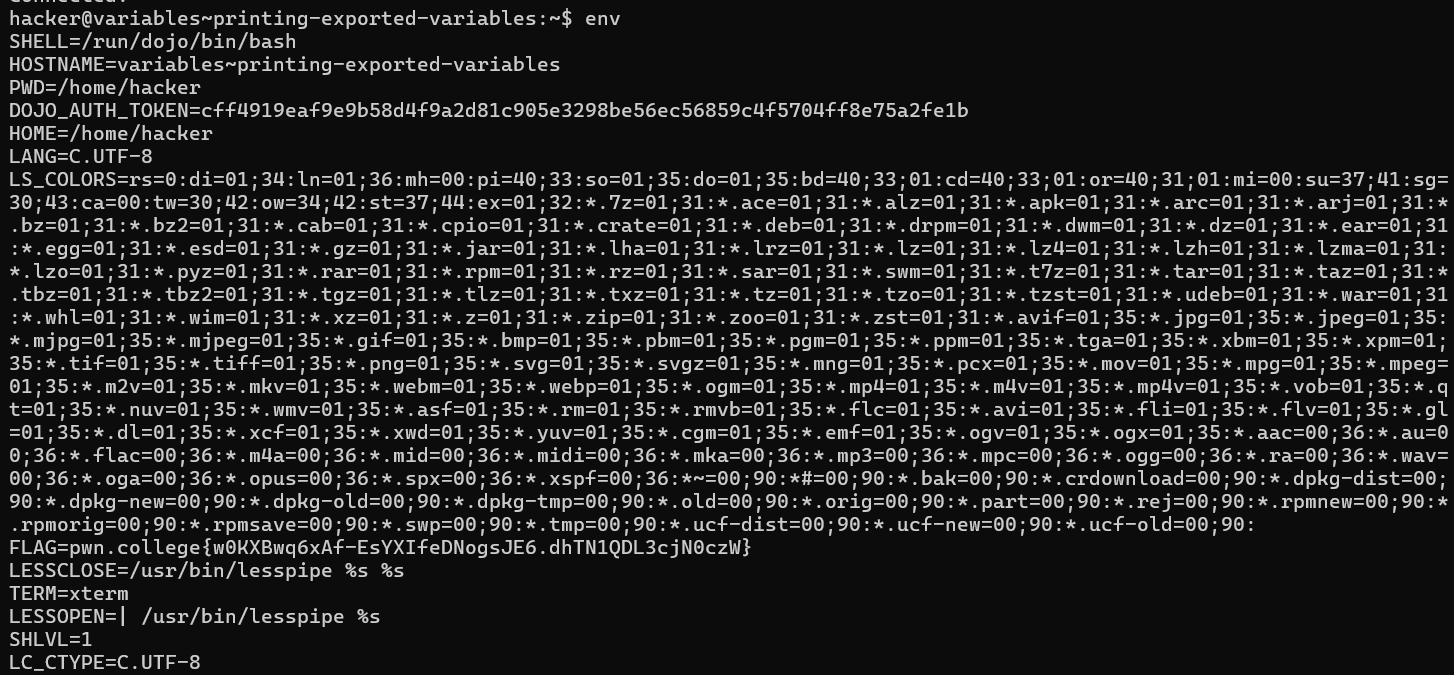 hacker@variables~printing-exported-variables:~$ env
SHELL=/run/dojo/bin/bash
HOSTNAME=variables~printing-exported-variables
PWD=/home/hacker
DOJO_AUTH_TOKEN=cff4919eaf9e9b58d4f9a2d81c905e3298be56ec56859c4f5704ff8e75a2fe1b
HOME=/home/hacker
LANG=C.UTF-8
LS_COLORS=rs=0:di=01;34:ln=01;36:mh=00:pi=40;33:so=01;35:do=01;35:bd=40;33;01:cd=40;33;01:or=40;31;01:mi=00:su=37;41:sg=
30;43:ca=00:tw=30;42:ow=34;42:st=37;44:ex=01;32:*.7z=01;31:*.ace=01;31:*.alz=01;31:*.apk=01;31:*.arc=01;31:*.arj=01;31:*
.bz=01;31:*.bz2=01;31:*.cab=01;31:*.cpio=01;31:*.crate=01;31:*.deb=01;31:*.drpm=01;31:*.dwm=01;31:*.dz=01;31:*.ear=01;31
:*.egg=01;31:*.esd=01;31:*.gz=01;31:*.jar=01;31:*.lha=01;31:*.lrz=01;31:*.lz=01;31:*.lz4=01;31:*.lzh=01;31:*.lzma=01;31:
*.lzo=01;31:*.pyz=01;31:*.rar=01;31:*.rpm=01;31:*.rz=01;31:*.sar=01;31:*.swm=01;31:*.t7z=01;31:*.tar=01;31:*.taz=01;31:*
.tbz=01;31:*.tbz2=01;31:*.tgz=01;31:*.tlz=01;31:*.txz=01;31:*.tz=01;31:*.tzo=01;31:*.tzst=01;31:*.udeb=01;31:*.war=01;31
:*.whl=01;31:*.wim=01;31:*.xz=01;31:*.z=01;31:*.zip=01;31:*.zoo=01;31:*.zst=01;31:*.avif=01;35:*.jpg=01;35:*.jpeg=01;35:
*.mjpg=01;35:*.mjpeg=01;35:*.gif=01;35:*.bmp=01;35:*.pbm=01;35:*.pgm=01;35:*.ppm=01;35:*.tga=01;35:*.xbm=01;35:*.xpm=01;
35:*.tif=01;35:*.tiff=01;35:*.png=01;35:*.svg=01;35:*.svgz=01;35:*.mng=01;35:*.pcx=01;35:*.mov=01;35:*.mpg=01;35:*.mpeg=
01;35:*.m2v=01;35:*.mkv=01;35:*.webm=01;35:*.webp=01;35:*.ogm=01;35:*.mp4=01;35:*.m4v=01;35:*.mp4v=01;35:*.vob=01;35:*.q
t=01;35:*.nuv=01;35:*.wmv=01;35:*.asf=01;35:*.rm=01;35:*.rmvb=01;35:*.flc=01;35:*.avi=01;35:*.fli=01;35:*.flv=01;35:*.gl
=01;35:*.dl=01;35:*.xcf=01;35:*.xwd=01;35:*.yuv=01;35:*.cgm=01;35:*.emf=01;35:*.ogv=01;35:*.ogx=01;35:*.aac=00;36:*.au=0
0;36:*.flac=00;36:*.m4a=00;36:*.mid=00;36:*.midi=00;36:*.mka=00;36:*.mp3=00;36:*.mpc=00;36:*.ogg=00;36:*.ra=00;36:*.wav=
00;36:*.oga=00;36:*.opus=00;36:*.spx=00;36:*.xspf=00;36:*~=00;90:*#=00;90:*.bak=00;90:*.crdownload=00;90:*.dpkg-dist=00;
90:*.dpkg-new=00;90:*.dpkg-old=00;90:*.dpkg-tmp=00;90:*.old=00;90:*.orig=00;90:*.part=00;90:*.rej=00;90:*.rpmnew=00;90:*
.rpmorig=00;90:*.rpmsave=00;90:*.swp=00;90:*.tmp=00;90:*.ucf-dist=00;90:*.ucf-new=00;90:*.ucf-old=00;90:
FLAG=pwn.college{w0KXBwq6xAf-EsYXIfeDNogsJE6.dhTN1QDL3cjN0czW}
LESSCLOSE=/usr/bin/lesspipe %s %s
TERM=xterm
LESSOPEN=| /usr/bin/lesspipe %s
SHLVL=1
LC_CTYPE=C.UTF-8